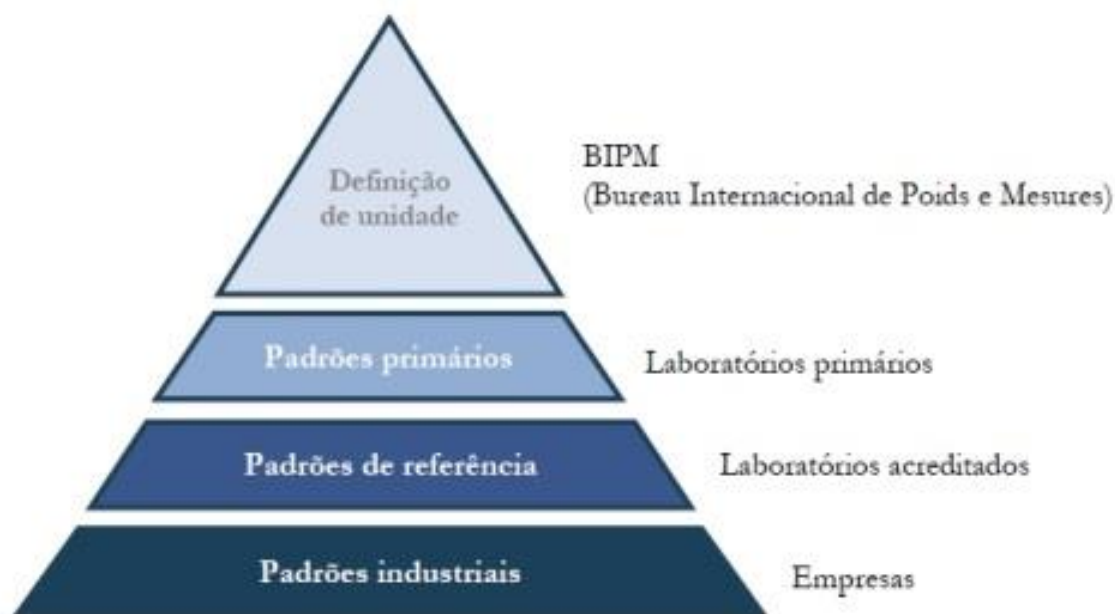 Definição
de unidade
BIPM
(Bureau Internacional de Poids e Mesures)
Padrões primários
Laboratórios primários
Padrões de referência
Laboratórios acreditados
Padrões industriais
Empresas